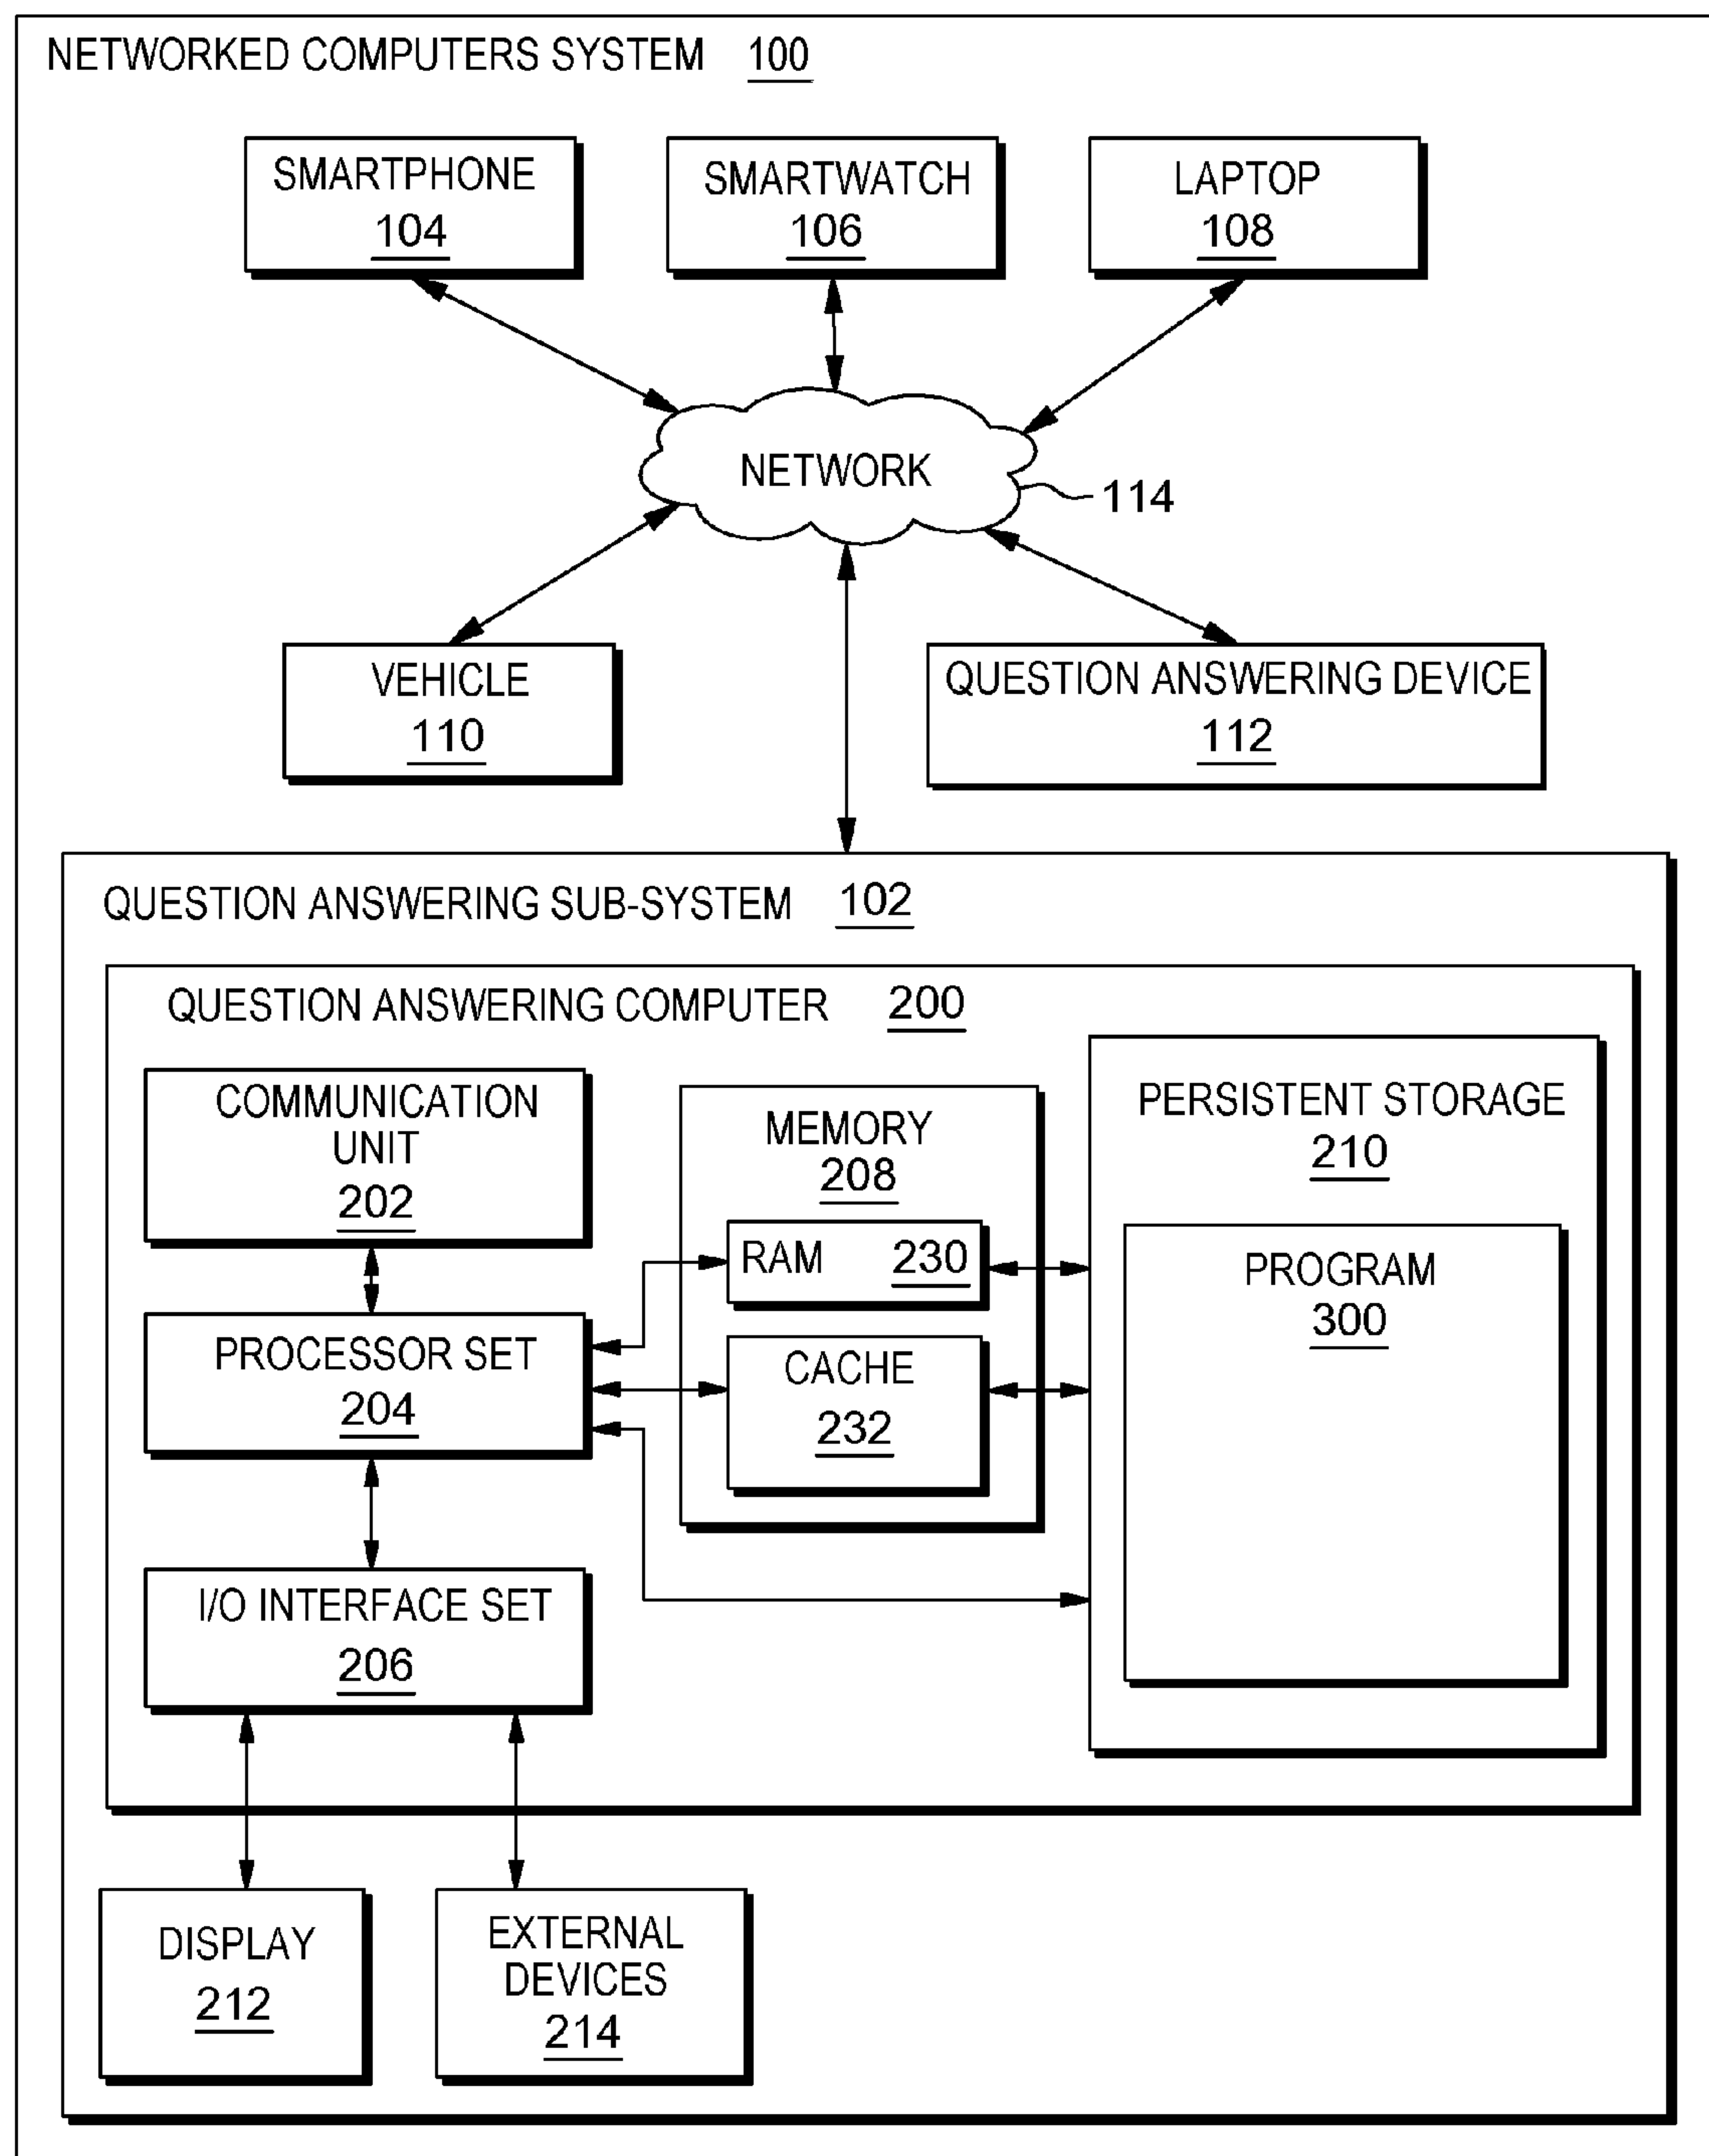 NETWORKED COMPUTERS SYSTEM 100
SMARTPHONE
104
SMARTWATCH
106
LAPTOP
108
NETWORK
114
VEHICLE
110
QUESTION ANSWERING DEVICE
112
QUESTION ANSWERING SUB-SYSTEM 102
QUESTION ANSWERING COMPUTER 200
COMMUNICATION
UNIT
202
PROCESSOR SET
204
I/O INTERFACE SET
206
MEMORY
208
RAM 230
CACHE
232
PERSISTENT STORAGE
210
PROGRAM
300
DISPLAY
212
EXTERNAL
DEVICES
214